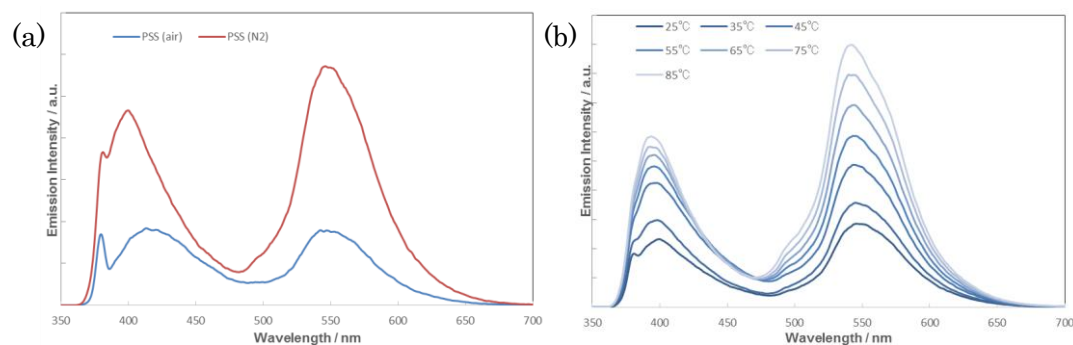 (a)
PSS (air) PSS (N2)
Emission Intensity / a.u.
350 400 450 500 550 600 650 700
Wavelength / nm
(b)
25℃ 35℃ 45℃
55℃ 65℃ 75℃
85℃
Emission Intensity / a.u.
350 400 450 500 550 600 650 700
Wavelength / nm